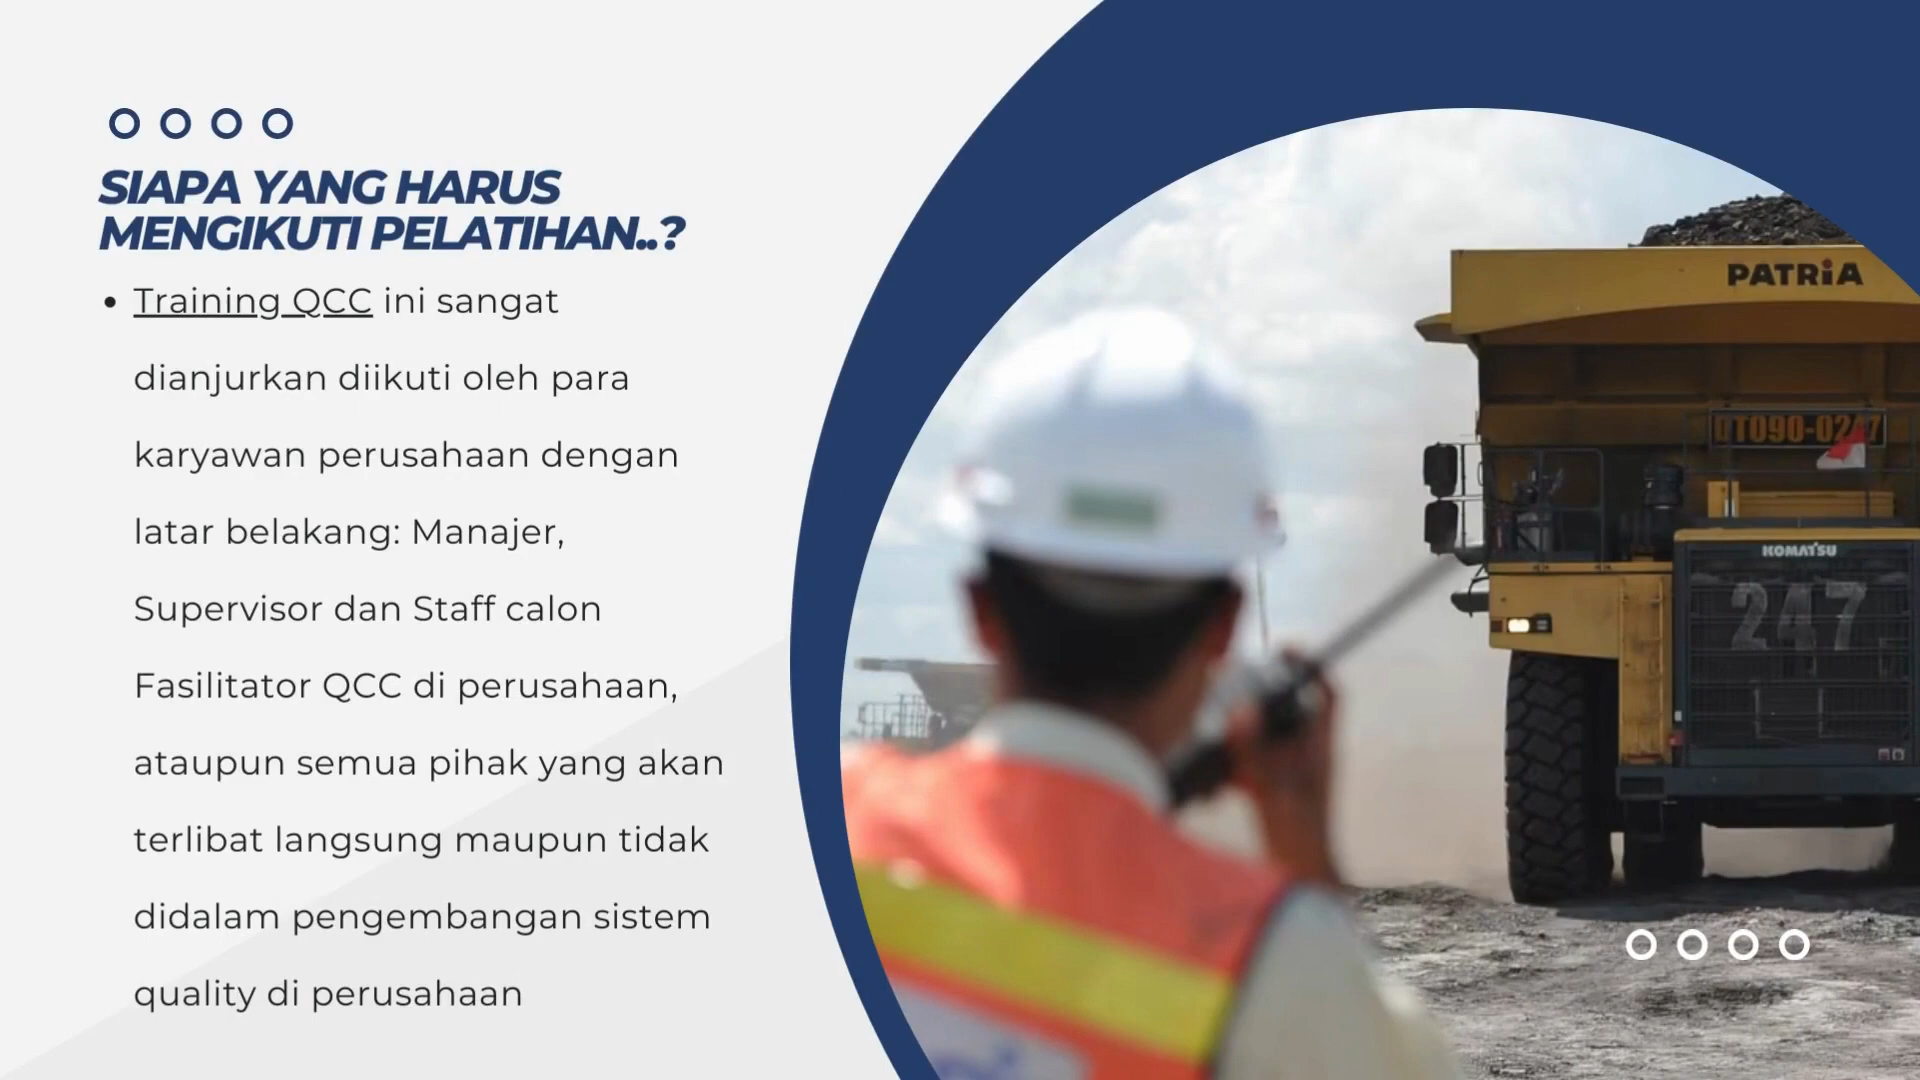 SIAPA YANG HARUS
MENGIKUTI PELATIHAN..?
• Training QCC ini sangat
dianjurkan diikuti oleh para
karyawan perusahaan dengan
latar belakang: Manajer,
Supervisor dan Staff calon
Fasilitator QCC di perusahaan,
ataupun semua pihak yang akan
terlibat langsung maupun tidak
didalam pengembangan sistem
quality di perusahaan
PATRiA
DT090-0247
KOMATSU
247